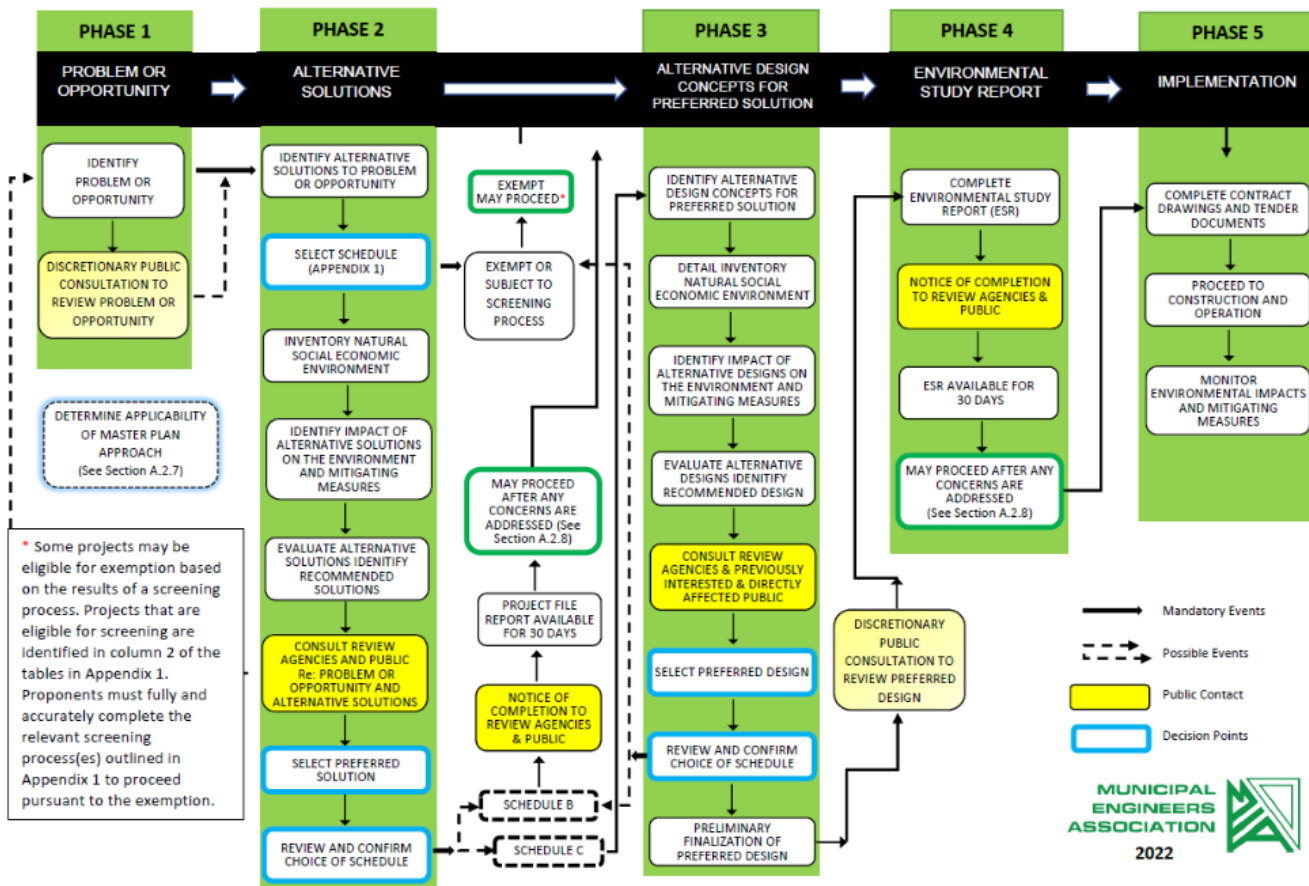 PHASE 1
PHASE 2
PHASE 3
PHASE 4
PHASE 5
PROBLEM OR
OPPORTUNITY
ALTERNATIVE
SOLUTIONS
ALTERNATIVE DESIGN
CONCEPTS FOR
PREFERRED SOLUTION
ENVIRONMENTAL
STUDY REPORT
IMPLEMENTATION
IDENTIFY
PROBLEM OR
OPPORTUNITY
DISCRETIONARY PUBLIC
CONSULTATION TO
REVIEW PROBLEM OR
OPPORTUNITY
DETERMINE APPLICABILITY
OF MASTER PLAN
APPROACH
(See Section A.2.7)
* Some projects may be
eligible for exemption based
on the results of a screening
process. Projects that are
eligible for screening are
identified in column 2 of the
tables in Appendix 1.
Proponents must fully and
accurately complete the
relevant screening
process(es) outlined in
Appendix 1 to proceed
pursuant to the exemption.
IDENTIFY ALTERNATIVE
SOLUTIONS TO PROBLEM
OR OPPORTUNITY
SELECT SCHEDULE
(APPENDIX 1)
INVENTORY NATURAL
SOCIAL ECONOMIC
ENVIRONMENT
IDENTIFY IMPACT OF
ALTERNATIVE SOLUTIONS
ON THE ENVIRONMENT
AND MITIGATING
MEASURES
EVALUATE ALTERNATIVE
SOLUTIONS IDENITIFY
RECOMMENDED
SOLUTIONS
CONSULT REVIEW
AGENCIES AND PUBLIC
Re: PROBLEM OR
OPPORTUNITY AND
ALTERNATIVE SOLUTIONS
SELECT PREFERRED
SOLUTION
REVIEW AND CONFIRM
CHOICE OF SCHEDULE
EXEMPT
MAY PROCEED*
EXEMPT OR
SUBJECT TO
SCREENING
PROCESS
MAY PROCEED
AFTER ANY
CONCERNS ARE
ADDRESSED (See
Section A.2.8)
PROJECT FILE
REPORT AVAILABLE
FOR 30 DAYS
NOTICE OF
COMPLETION TO
REVIEW AGENCIES
& PUBLIC
SCHEDULE B
SCHEDULE C
IDENTIFY ALTERNATIVE
DESIGN CONCEPTS FOR
PREFERRED SOLUTION
DETAIL INVENTORY
NATURAL SOCIAL
ECONOMIC ENVIRONMENT
IDENTIFY IMPACT OF
ALTERNATIVE DESIGNS ON
THE ENVIRONMENT AND
MITIGATING MEASURES
EVALUATE ALTERNATIVE
DESIGNS IDEITIFY
RECOMMENDED DESIGN
CONSULT REVIEW
AGENCIES & PREVIOUSLY
INTERESTED & DIRECTLY
AFFECTED PUBLIC
SELECT PREFERRED DESIGN
REVIEW AND CONFIRM
CHOICE OF SCHEDULE
PRELIMINARY
FINALIZATION OF
PREFERRED DESIGN
DISCRETIONARY
PUBLIC
CONSULTATION TO
REVIEW PREFERRED
DESIGN
COMPLETE
ENVIRONMENTAL STUDY
REPORT (ESR)
NOTICE OF COMPLETION
TO REVIEW AGENCIES &
PUBLIC
ESR AVAILABLE FOR
30 DAYS
MAY PROCEED AFTER ANY
CONCERNS ARE
ADDRESSED
(See Section A.2.8)
COMPLETE CONTRACT
DRAWINGS AND TENDER
DOCUMENTS
PROCEED TO
CONSTRUCTION AND
OPERATION
MONITOR
ENVIRONMENTAL IMPACTS
AND MITIGATING
MEASURES
Mandatory Events
Possible Events
Public Contact
Decision Points
MUNICIPAL
ENGINEERS
ASSOCIATION
2022